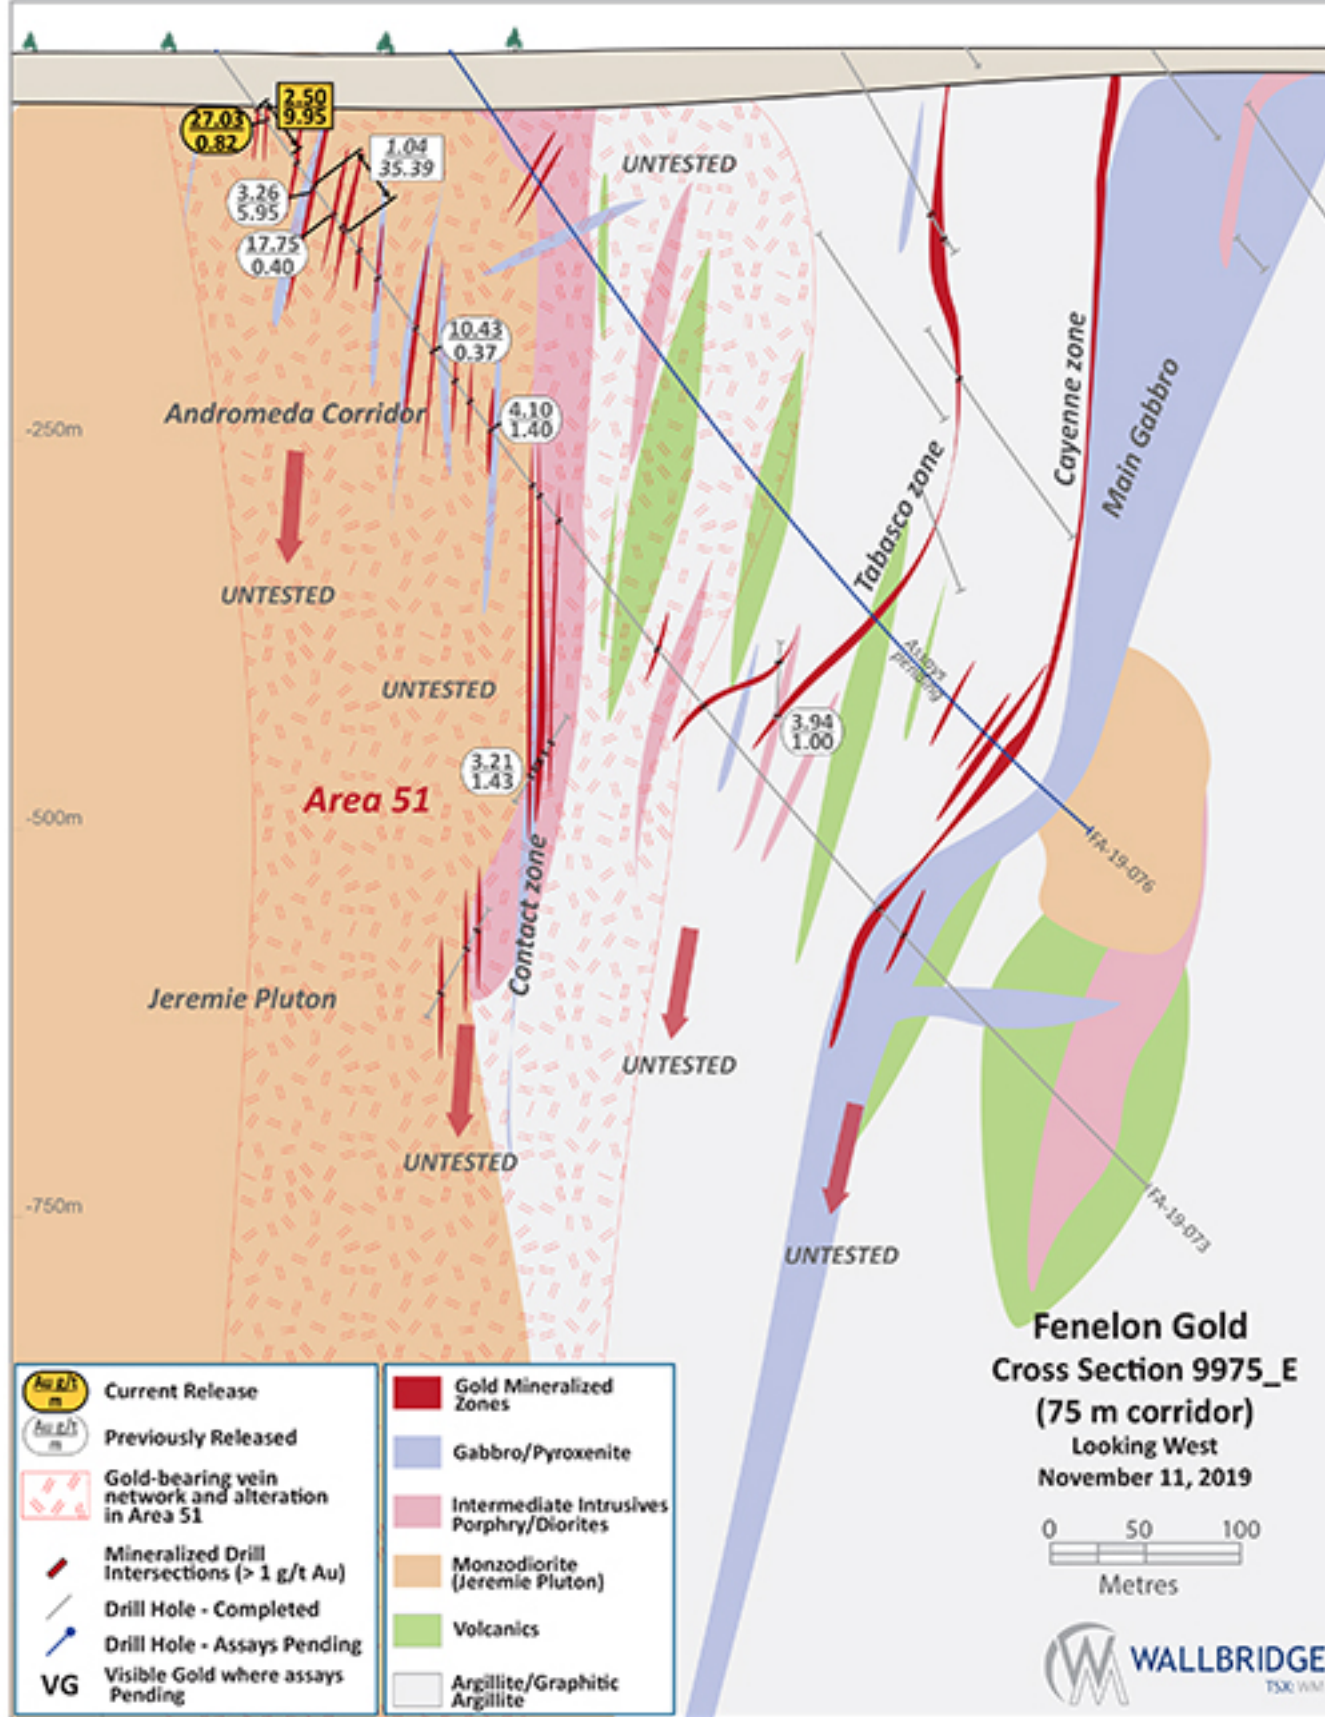 2.50
9.95
27.03
0.82
1.04
35.39
3.26
5.95
17.75
0.40
UNTESTED
10.43
0.37
4.10
1.40
Andromeda Corridor
-250m
Cayenne zone
Main Gabbro
Tabasco zone
UNTESTED
UNTESTED
Assays
pending
3.94
1.00
3.21
1.43
Area 51
-500m
FA-19-076
Contact zone
Jeremie Pluton
UNTESTED
UNTESTED
-750m
FA-19-073
UNTESTED
Fenelon Gold
Cross Section 9975_E
(75 m corridor)
Looking West
November 11, 2019
0 50 100
Metres
WALLBRIDGE
TSX: WM
Au g/t
m
Current Release
Au g/t
m
Previously Released
Gold-bearing vein
network and alteration
in Area 51
Mineralized Drill
Intersections (> 1 g/t Au)
Drill Hole - Completed
Drill Hole - Assays Pending
VG
Visible Gold where assays
Pending
Gold Mineralized
Zones
Gabbro/Pyroxenite
Intermediate Intrusives
Porphry/Diorites
Monzodiorite
(Jeremie Pluton)
Volcanics
Argillite/Graphitic
Argillite